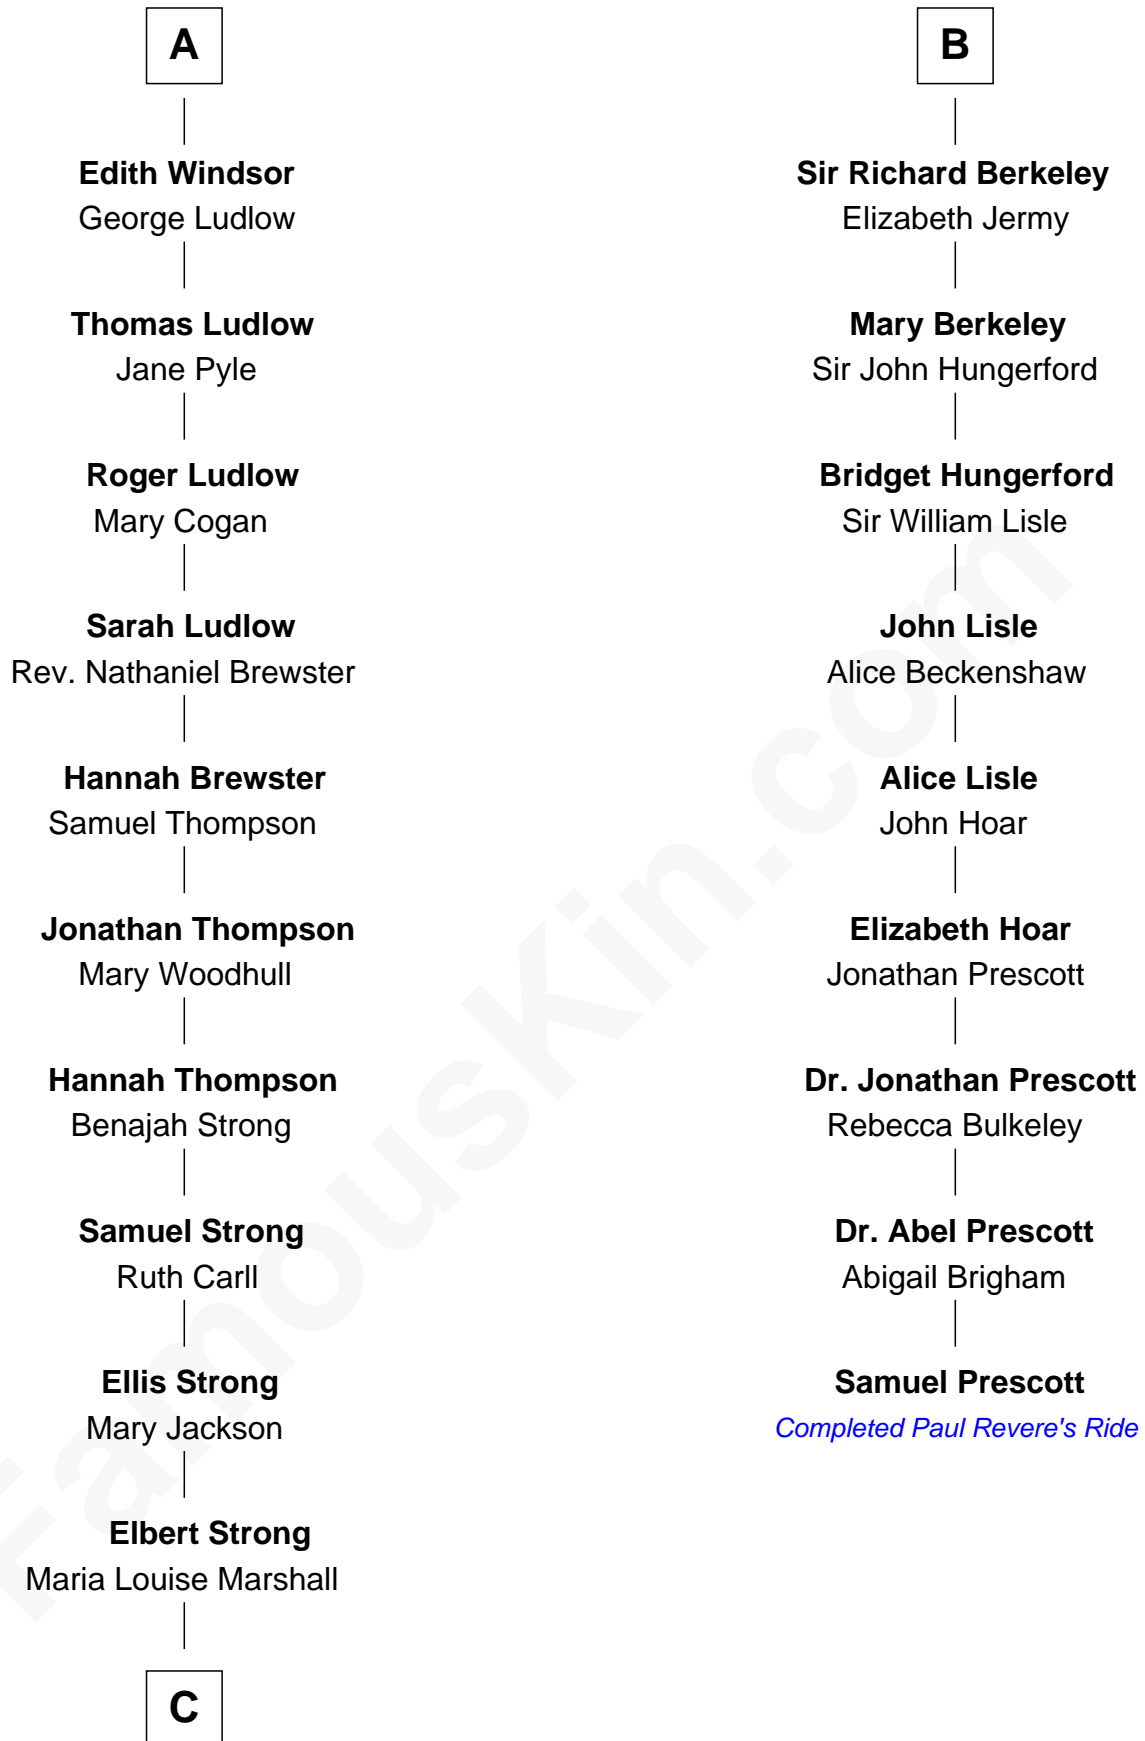 A
Edith Windsor
George Ludlow
Thomas Ludlow
Jane Pyle
Roger Ludlow
Mary Cogan
Sarah Ludlow
Rev. Nathaniel Brewster
Hannah Brewster
Samuel Thompson
Jonathan Thompson
Mary Woodhull
Hannah Thompson
Benajah Strong
Samuel Strong
Ruth Carll
Ellis Strong
Mary Jackson
Elbert Strong
Maria Louise Marshall
C
B
Sir Richard Berkeley
Elizabeth Jermy
Mary Berkeley
Sir John Hungerford
Bridget Hungerford
Sir William Lisle
John Lisle
Alice Beckenshaw
Alice Lisle
John Hoar
Elizabeth Hoar
Jonathan Prescott
Dr. Jonathan Prescott
Rebecca Bulkeley
Dr. Abel Prescott
Abigail Brigham
Samuel Prescott
Completed Paul Revere's Ride
FamousKin.com